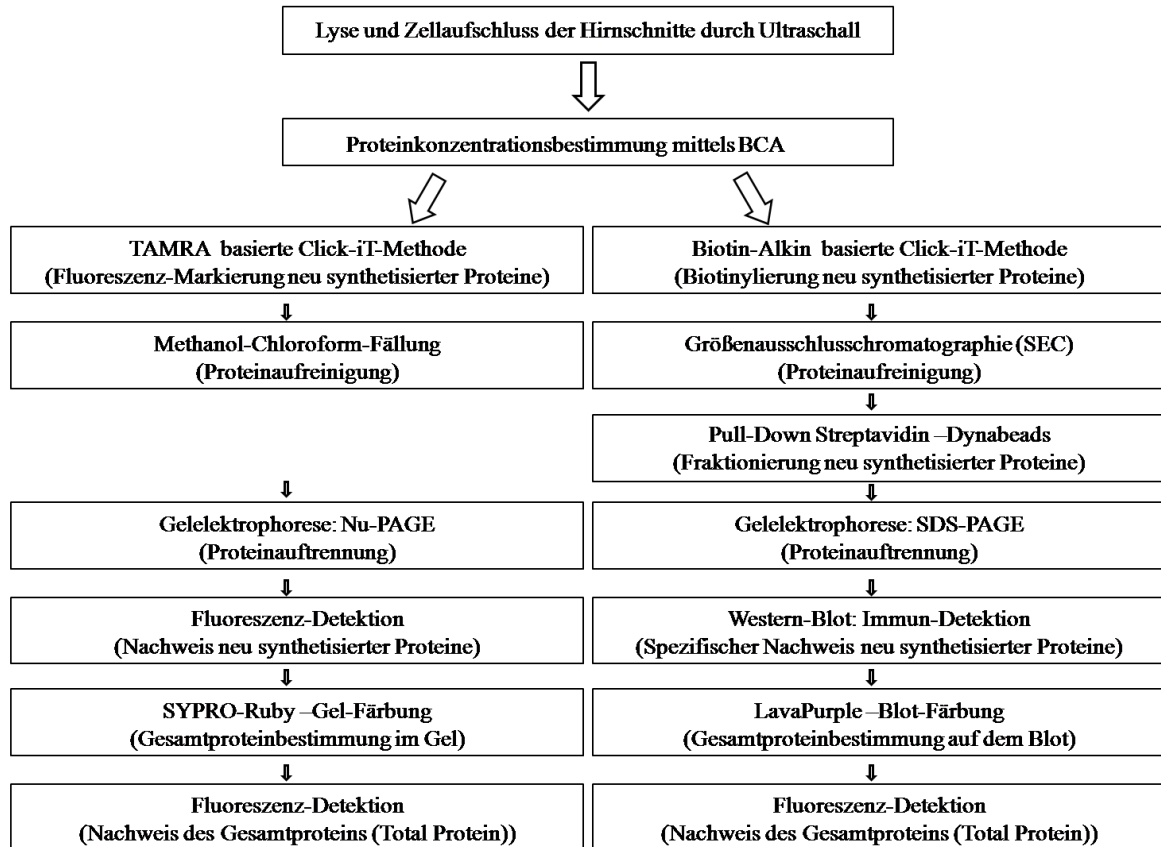 Lyse und Zellaufschluss der Hirnschnitte durch Ultraschall
Proteinkonzentrationsbestimmung mittels BCA
TAMRA basierte Click-iT-Methode
(Fluoreszenz-Markierung neu synthetisierter Proteine)
Methanol-Chloroform-Fällung
(Proteinaufreinigung)
Gelelektrophorese: Nu-PAGE
(Proteinauftrennung)
Fluoreszenz-Detektion
(Nachweis neu synthetisierter Proteine)
SYPRO-Ruby –Gel-Färbung
(Gesamtproteinbestimmung im Gel)
Fluoreszenz-Detektion
(Nachweis des Gesamtproteins (Total Protein))
Biotin-Alkin basierte Click-iT-Methode
(Biotinylierung neu synthetisierter Proteine)
Größenausschlusschromatographie (SEC)
(Proteinaufreinigung)
Pull-Down Streptavidin –Dynabeads
(Fraktionierung neu synthetisierter Proteine)
Gelelektrophorese: SDS-PAGE
(Proteinauftrennung)
Western-Blot: Immun-Detektion
(Spezifischer Nachweis neu synthetisierter Proteine)
LavaPurple –Blot-Färbung
(Gesamtproteinbestimmung auf dem Blot)
Fluoreszenz-Detektion
(Nachweis des Gesamtproteins (Total Protein))